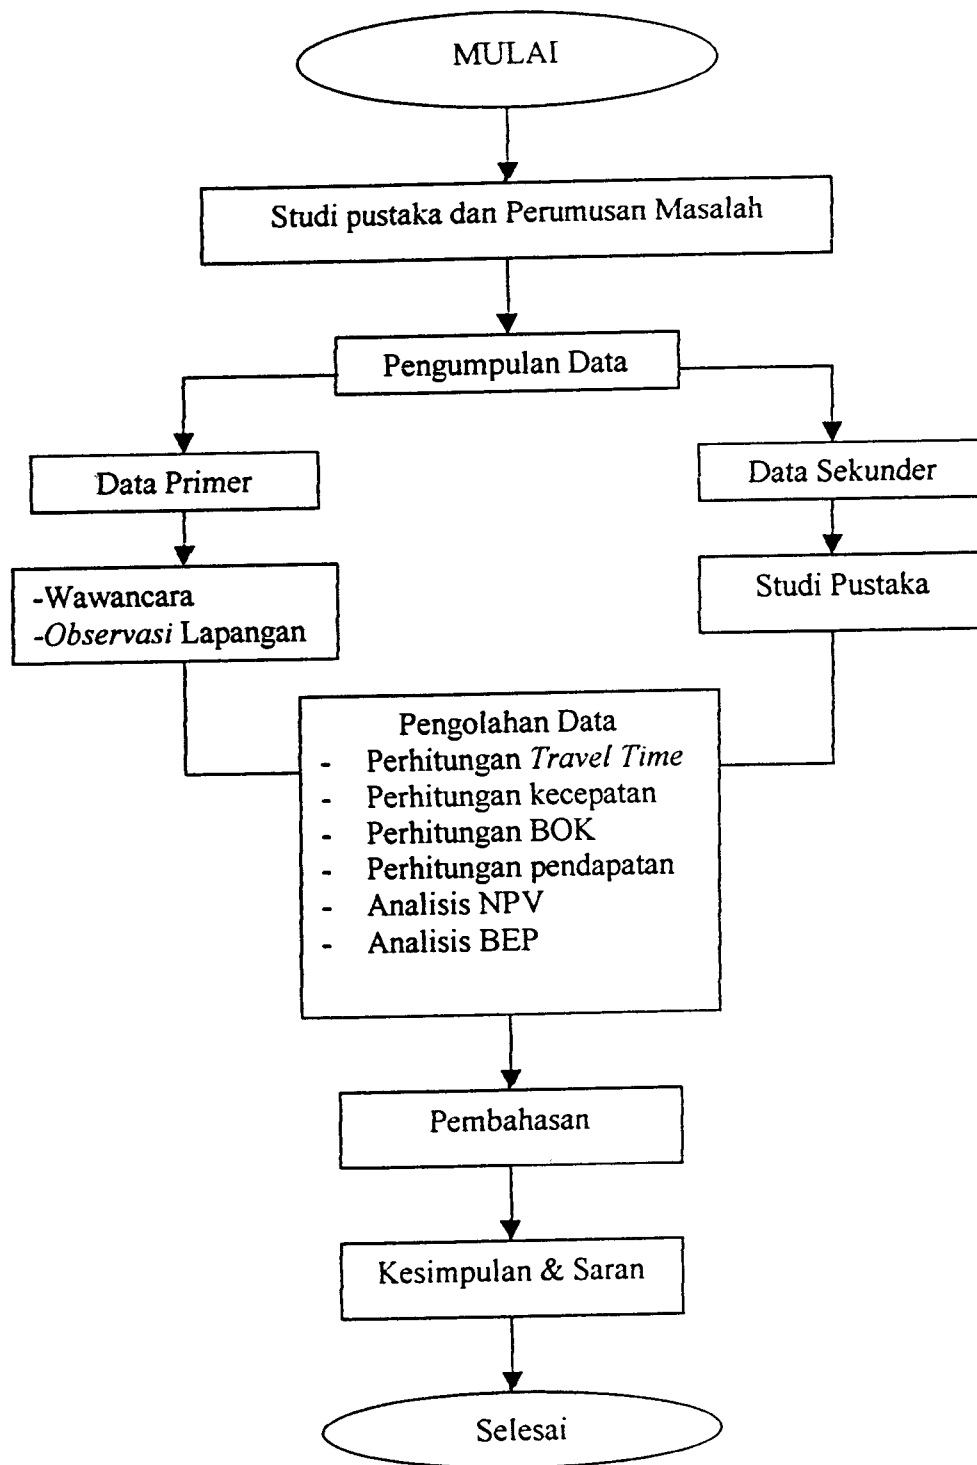 MULAI
Studi pustaka dan Perumusan Masalah
Pengumpulan Data
Data Primer
Data Sekunder
-Wawancara
-Observasi Lapangan
Studi Pustaka
Pengolahan Data
- Perhitungan Travel Time
- Perhitungan kecepatan
- Perhitungan BOK
- Perhitungan pendapatan
- Analisis NPV
- Analisis BEP
Pembahasan
Kesimpulan & Saran
Selesai